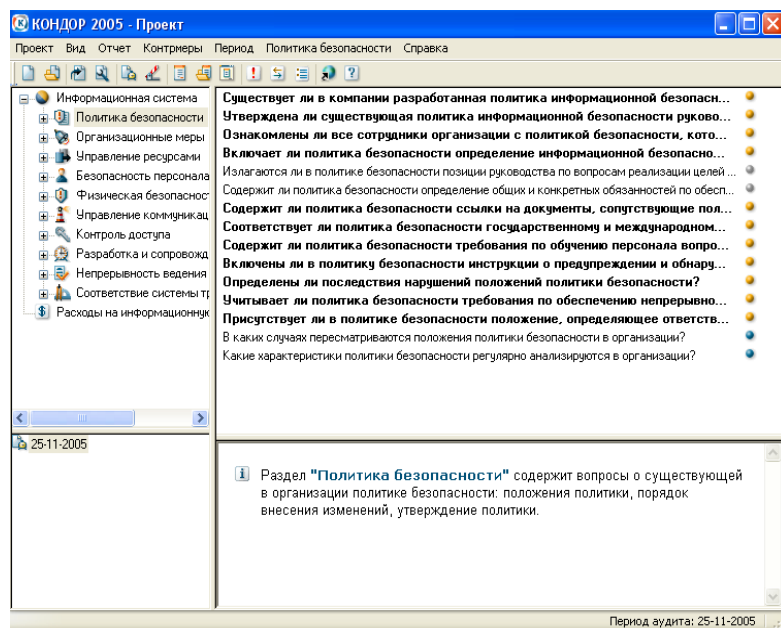 КОНДОР 2005 - Проект
Проект Вид Отчет Контрмеры Период Политика безопасности Справка
Информационная система
Политика безопасности
Организационные меры
Управление ресурсами
Безопасность персонала
Физическая безопасност
Управление коммуникац
Контроль доступа
Разработка и сопровожд
Непрерывность ведения
Соответствие системы тр
Расходы на информационную
Существует ли в компании разработанная политика информационной безопасн...
Утверждена ли существующая политика информационной безопасности руково...
Ознакомлены ли все сотрудники организации с политикой безопасности, кото...
Включает ли политика безопасности определение информационной безопасно...
Излагаются ли в политике безопасности позиции руководства по вопросам реализации целей ...
Содержит ли политика безопасности определение общих и конкретных обязанностей по обесп...
Содержит ли политика безопасности ссылки на документы, сопутствующие пол...
Соответствует ли политика безопасности государственному и международном...
Содержит ли политика безопасности требования по обучению персонала вопро...
Включены ли в политику безопасности инструкции о предупреждении и обнару...
Определены ли последствия нарушений положений политики безопасности?
Учитывает ли политика безопасности требования по обеспечению непрерывно...
Присутствует ли в политике безопасности положение, определяющее ответств...
В каких случаях пересматриваются положения политики безопасности в организации?
Какие характеристики политики безопасности регулярно анализируются в организации?
25-11-2005
Раздел "Политика безопасности" содержит вопросы о существующей
в организации политике безопасности: положения политики, порядок
внесения изменений, утверждение политики.
Период аудита: 25-11-2005